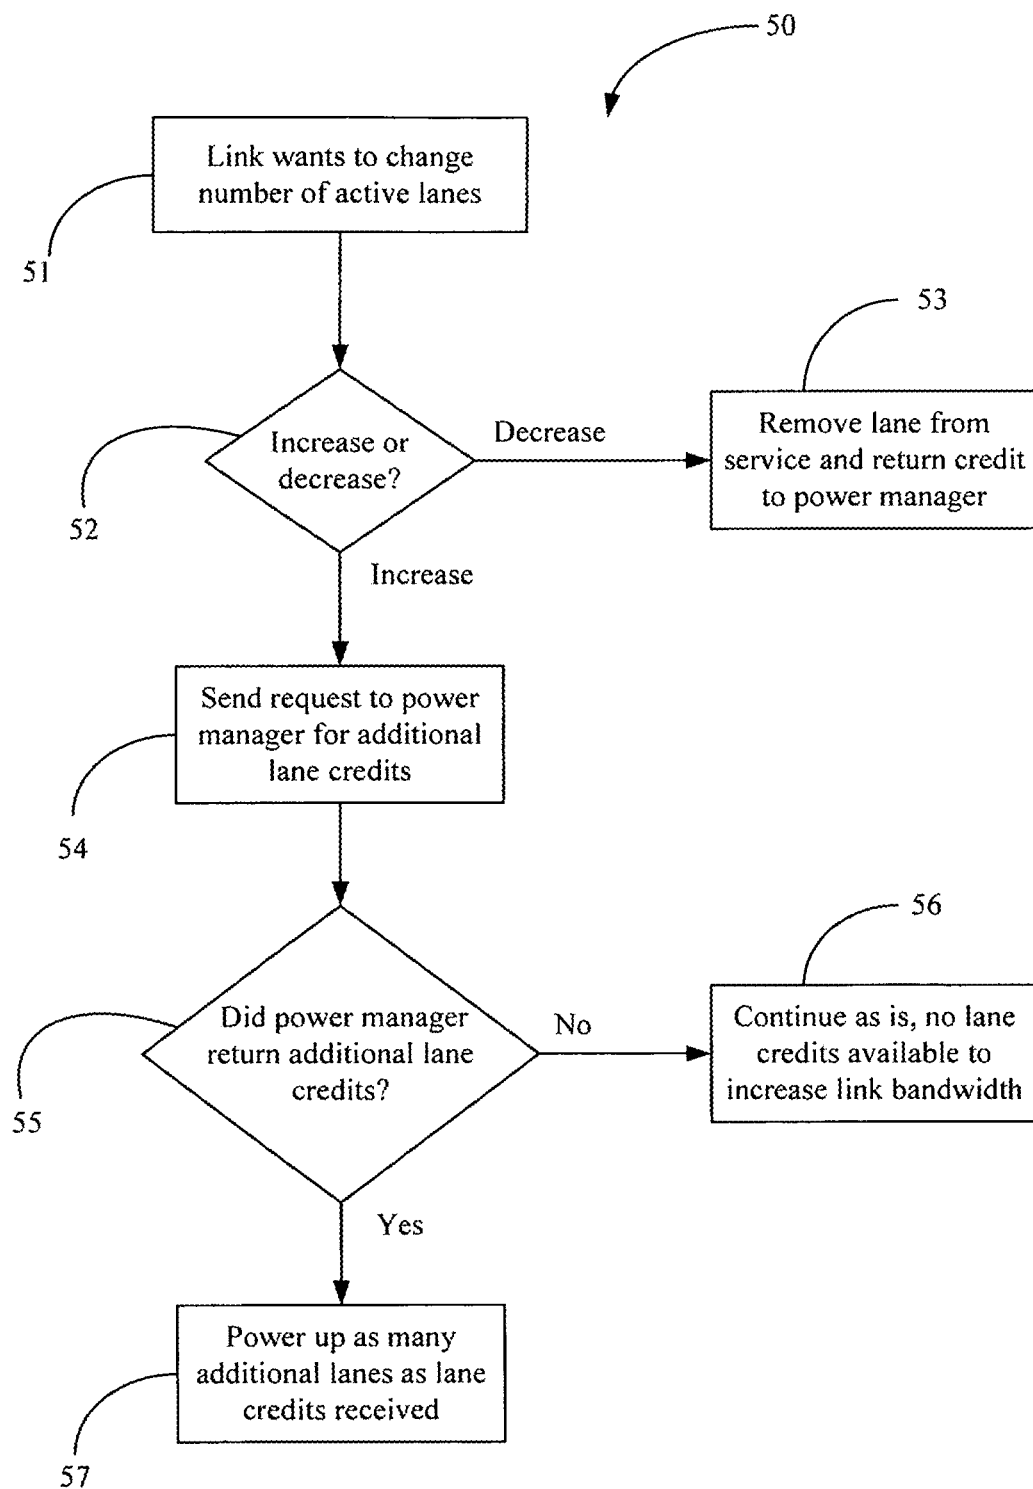 50
Link wants to change
number of active lanes
51
53
Increase or
decrease?
Decrease
Remove lane from
service and return credit
to power manager
52
Increase
Send request to power
manager for additional
lane credits
54
56
Did power manager
return additional lane
credits?
No
Continue as is, no lane
credits available to
increase link bandwidth
55
Yes
Power up as many
additional lanes as lane
credits received
57